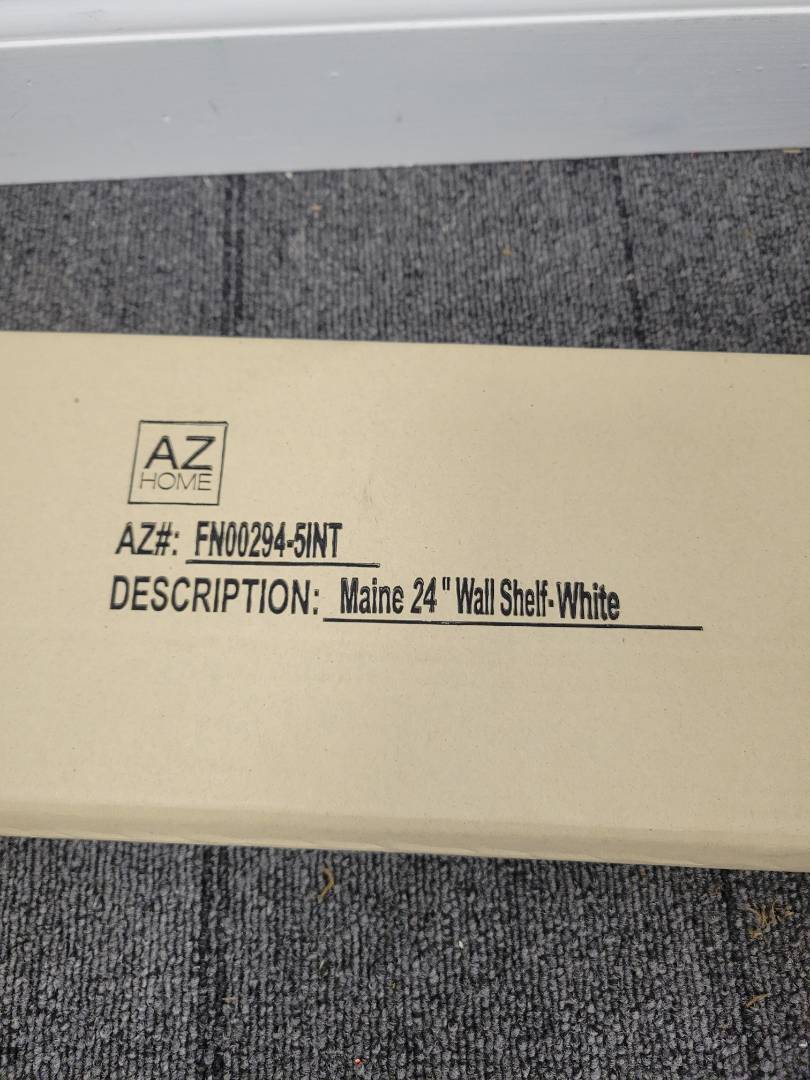 AZ
HOME
AZ#: FN00294-5INT
DESCRIPTION: Maine 24" Wall Shelf-White